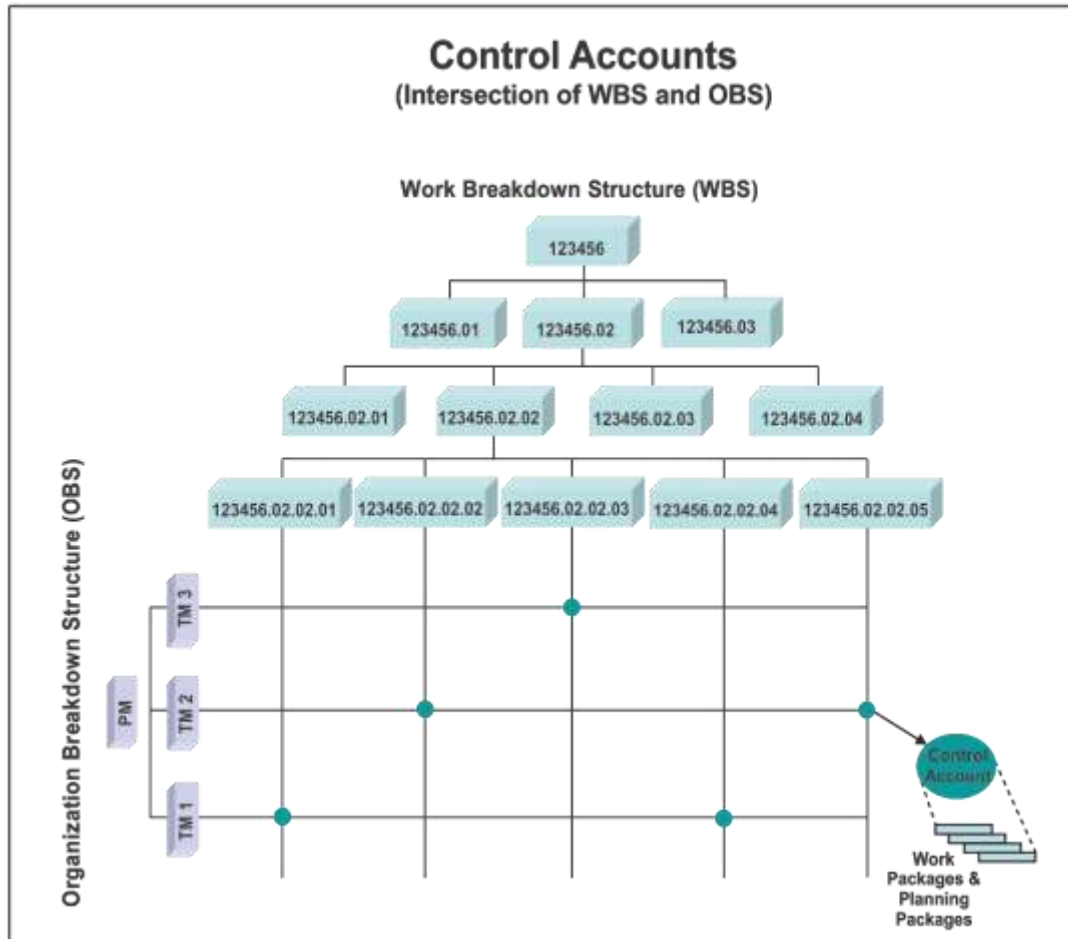 Control Accounts
(Intersection of WBS and OBS)
Work Breakdown Structure (WBS)
123456
123456.01
123456.02
123456.03
123456.02.01
123456.02.02
123456.02.03
123456.02.04
123456.02.02.01
123456.02.02.02
123456.02.02.03
123456.02.02.04
123456.02.02.05
Organization Breakdown Structure (OBS)
PM
TM 3
TM 2
TM 1
Control
Account
Work
Packages &
Planning
Packages